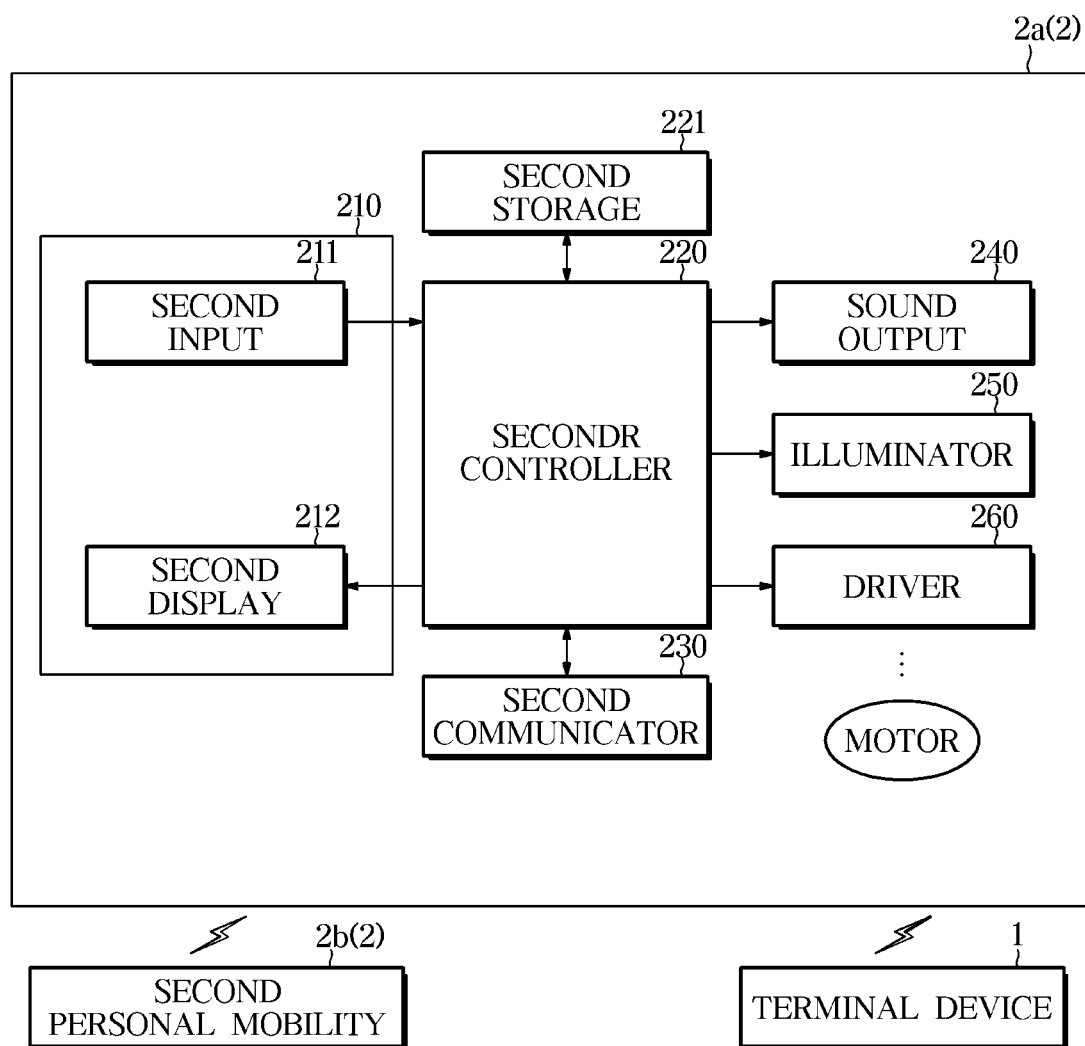 2a(2)
221
SECOND
STORAGE
210
211
SECOND
INPUT
220
SECONDR
CONTROLLER
240
SOUND
OUTPUT
250
ILLUMINATOR
212
SECOND
DISPLAY
260
DRIVER
230
SECOND
COMMUNICATOR
MOTOR
2b(2)
SECOND
PERSONAL MOBILITY
1
TERMINAL DEVICE